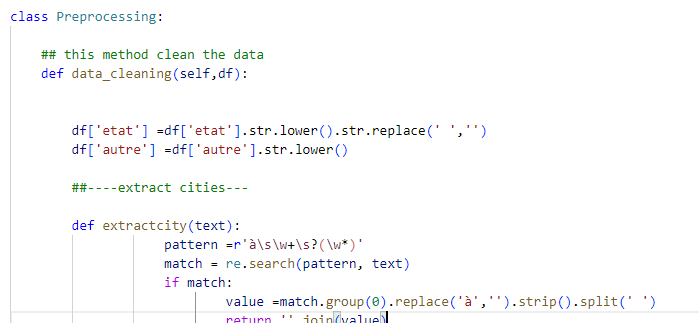 class Preprocessing:
## this method clean the data
def data_cleaning(self,df):
df['etat'] =df['etat'].str.lower().str.replace(' ','')
df['autre'] =df['autre'].str.lower()
##----extract cities---
def extractcity(text):
pattern =r'à\s\w+\s?(\w*)'
match = re.search(pattern, text)
if match:
value =match.group(0).replace('à','').strip().split(' ')
return ''.join(value)